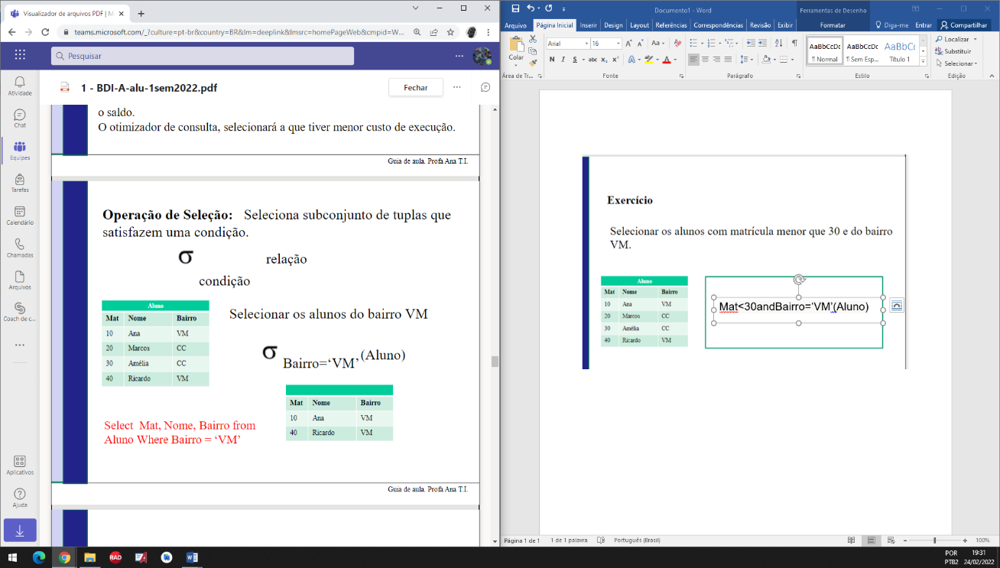 Visualizador de arquivos PDF | M
teams.microsoft.com/_?culture=pt-br&country=BR&lm=deeplink&lmsrc=homePageWeb&cmpid=W...
Pesquisar
Atividade
Chat
Equipes
Tarefas
Calendário
Chamadas
Arquivos
Coach de c...
Aplicativos
Ajuda
1 - BDI-A-alu-1sem2022.pdf
Fechar
o saldo.
O otimizador de consulta, selecionará a que tiver menor custo de execução.
Guia de aula. Profa Ana T.I.
Operação de Seleção: Seleciona subconjunto de tuplas que
satisfazem uma condição.
σ relação
condição
Aluno
Mat Nome Bairro
10 Ana VM
20 Marcos CC
30 Amélia CC
40 Ricardo VM
Selecionar os alunos do bairro VM
σ Bairro=‘VM’ (Aluno)
Mat Nome Bairro
10 Ana VM
40 Ricardo VM
Select Mat, Nome, Bairro from
Aluno Where Bairro = ‘VM’
Guia de aula. Profa Ana T.I.
Documento1 - Word
Ferramentas de Desenho
Arquivo Página Inicial Inserir Design Layout Referências Correspondências Revisão Exibir Formatar Diga-me Entrar Compartilhar
Colar
Arial 16
N I S abc X₂ X²
Aa
AaBbCcDc AaBbCcDc AaBbCc
¶ Normal ¶ Sem Esp... Título 1
Localizar
Substituir
Selecionar
Área de Tr... Fonte Parágrafo Estilo Edição
Exercício
Selecionar os alunos com matrícula menor que 30 e do bairro
VM.
Aluno
Mat Nome Bairro
10 Ana VM
20 Marcos CC
30 Amélia CC
40 Ricardo VM
Mat<30andBairro=‘VM’(Aluno)
Página 1 de 1 1 de 1 palavra Português (Brasil) 100%
RAD
POR
PTB2
19:31
24/02/2022